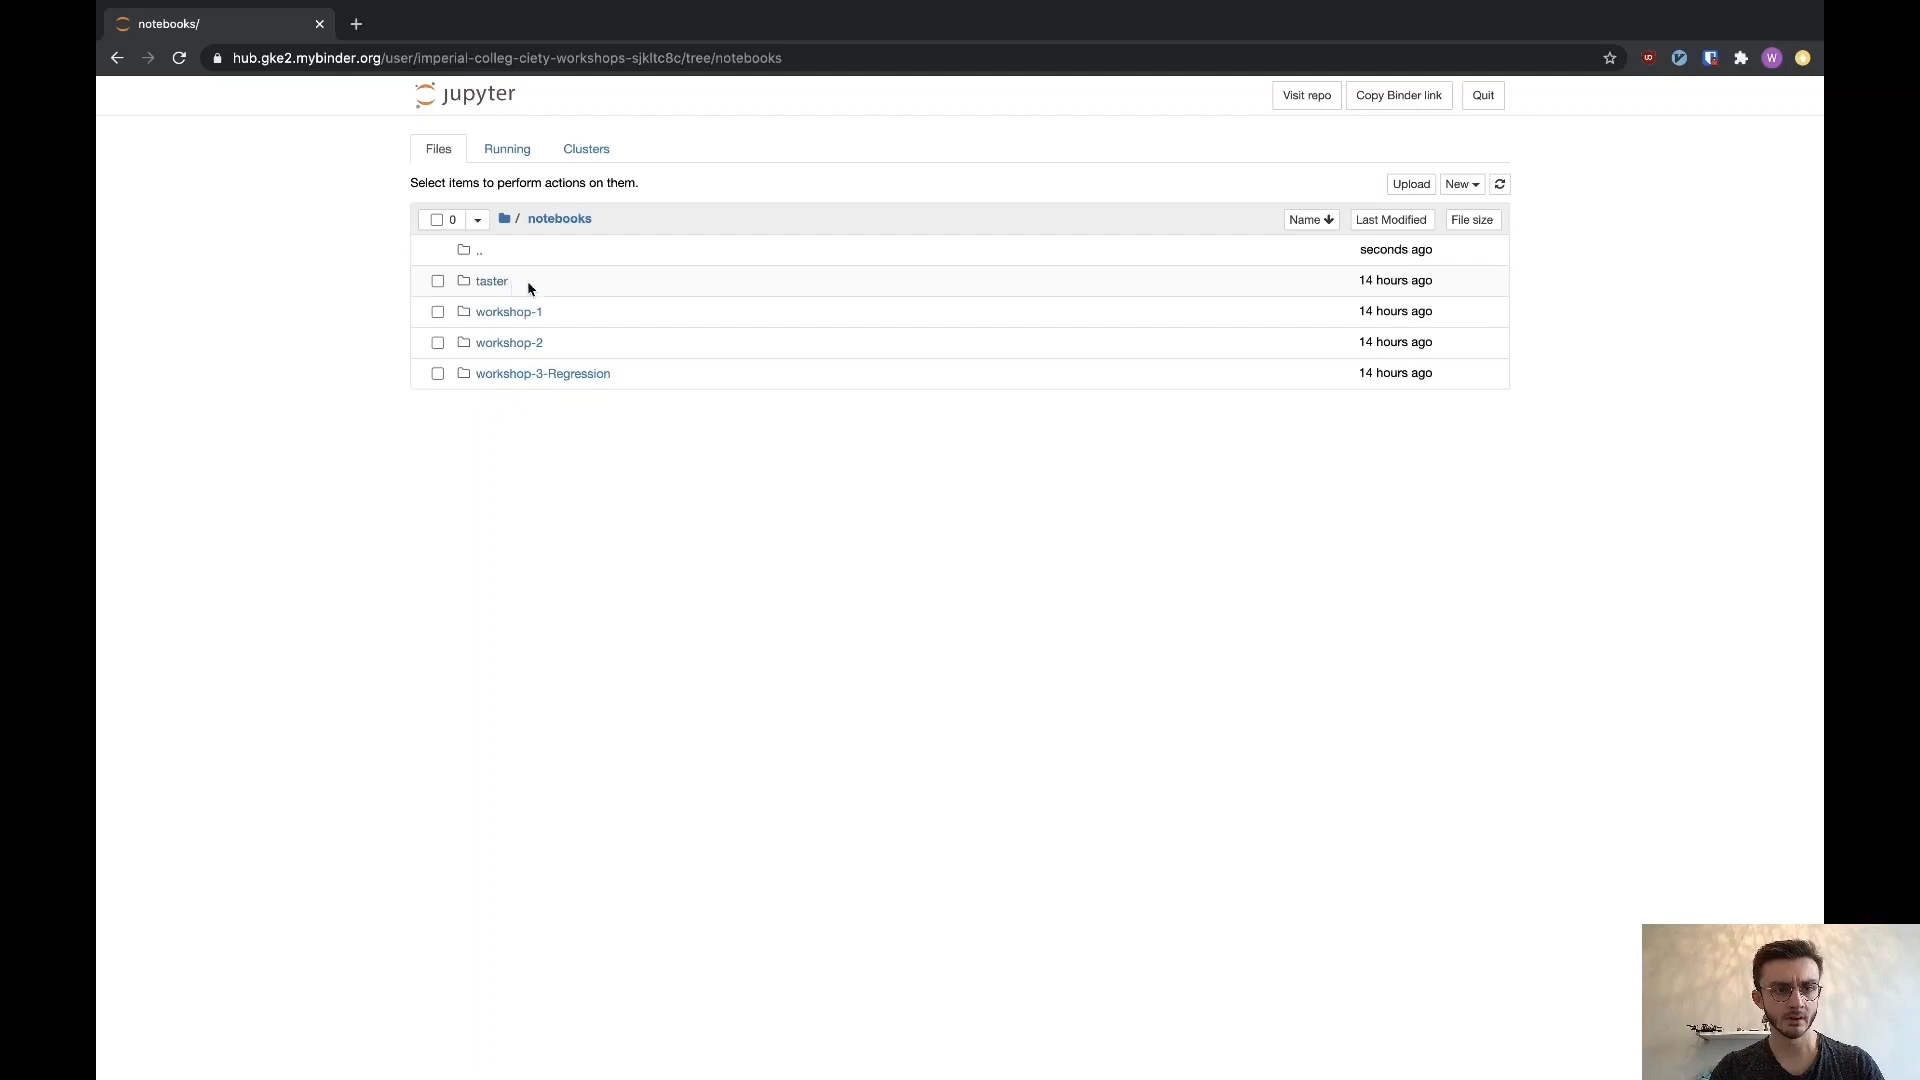 notebooks/
hub.gke2.mybinder.org/user/imperial-colleg-ciety-workshops-sjkltc8c/tree/notebooks
W
jupyter
Visit repo
Copy Binder link
Quit
Files
Running
Clusters
Select items to perform actions on them.
Upload
New
0
/ notebooks
Name
Last Modified
File size
..
seconds ago
taster
14 hours ago
workshop-1
14 hours ago
workshop-2
14 hours ago
workshop-3-Regression
14 hours ago